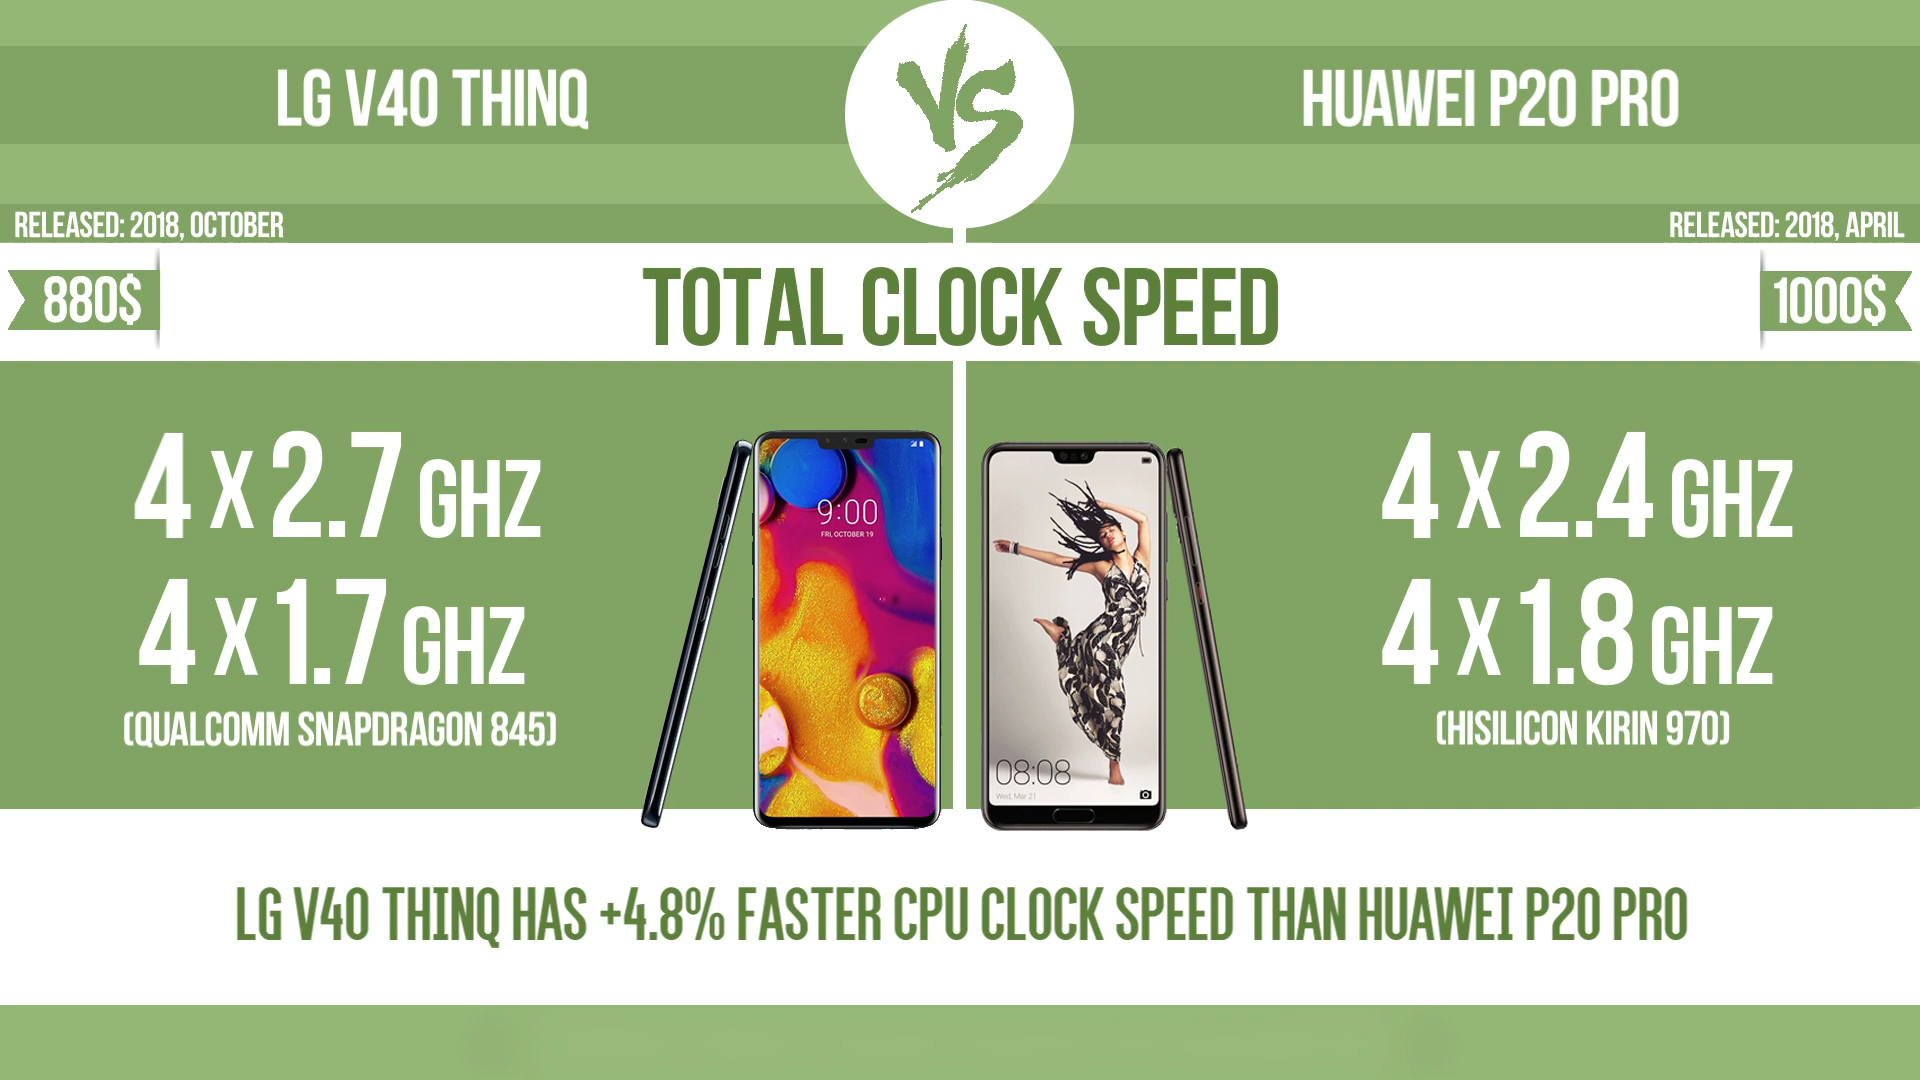 LG V40 THINQ
VS
HUAWEI P20 PRO
RELEASED: 2018, OCTOBER
RELEASED: 2018, APRIL
880$
TOTAL CLOCK SPEED
1000$
4 X 2.7 GHZ
4 X 1.7 GHZ
(QUALCOMM SNAPDRAGON 845)
9:00
FRI, OCTOBER 19
08:08
Wed, Mar 21
4 X 2.4 GHZ
4 X 1.8 GHZ
(HISILICON KIRIN 970)
LG V40 THINQ HAS +4.8% FASTER CPU CLOCK SPEED THAN HUAWEI P20 PRO